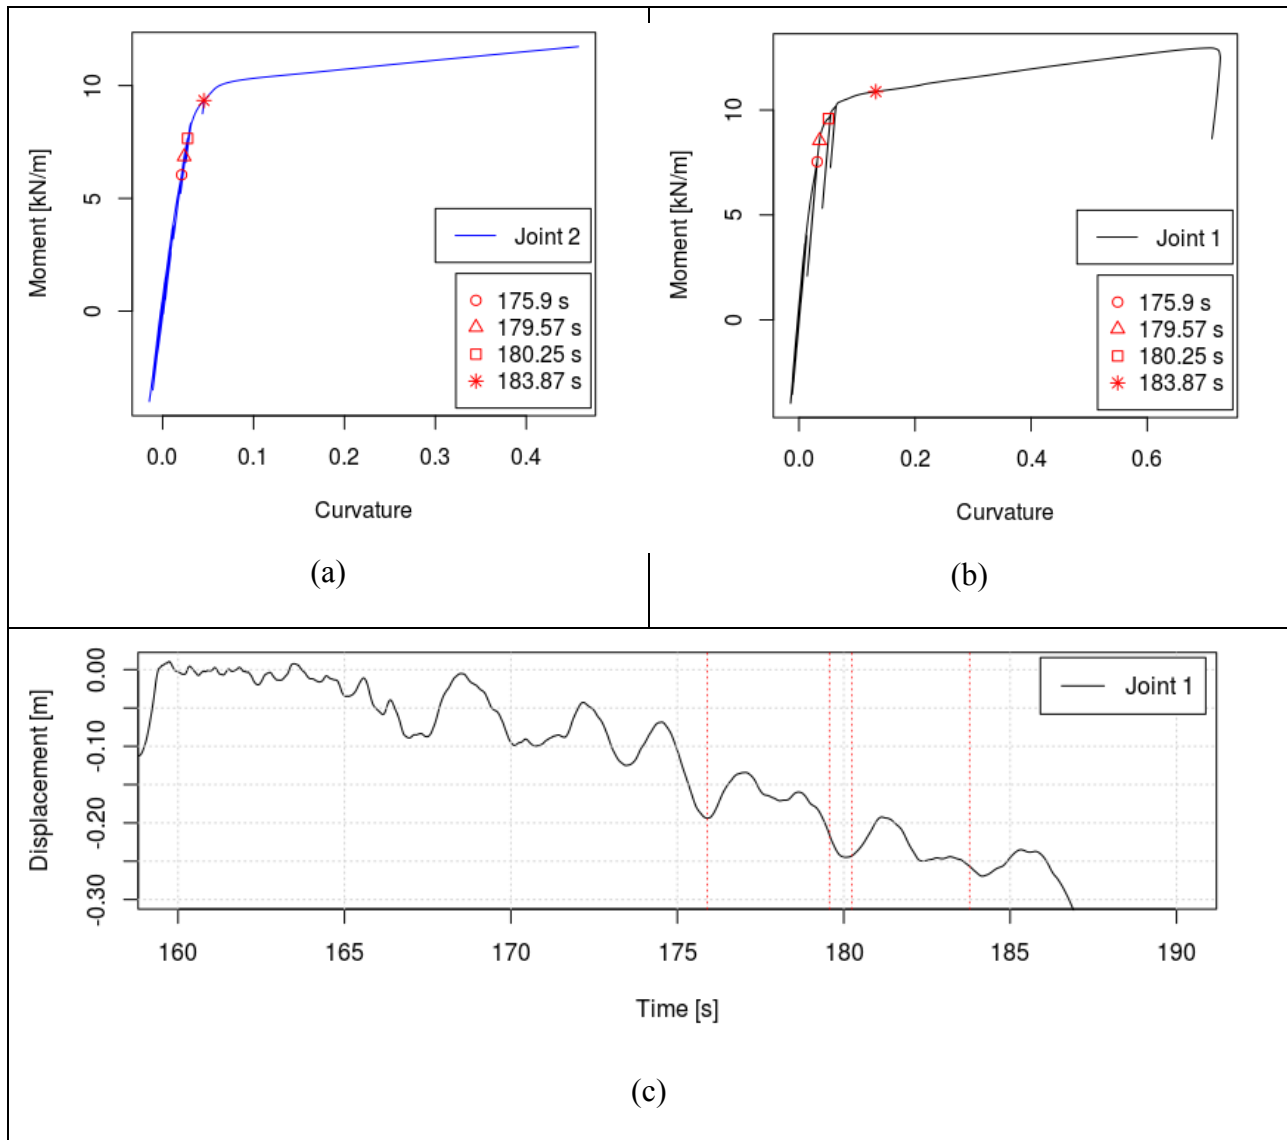 Moment [kN/m]
10
5
0
Joint 2
175.9 s
179.57 s
180.25 s
183.87 s
0.0 0.1 0.2 0.3 0.4
Curvature
(a)
Moment [kN/m]
10
5
0
Joint 1
175.9 s
179.57 s
180.25 s
183.87 s
0.0 0.2 0.4 0.6
Curvature
(b)
Displacement [m]
0.00
-0.10
-0.20
-0.30
Joint 1
160 165 170 175 180 185 190
Time [s]
(c)